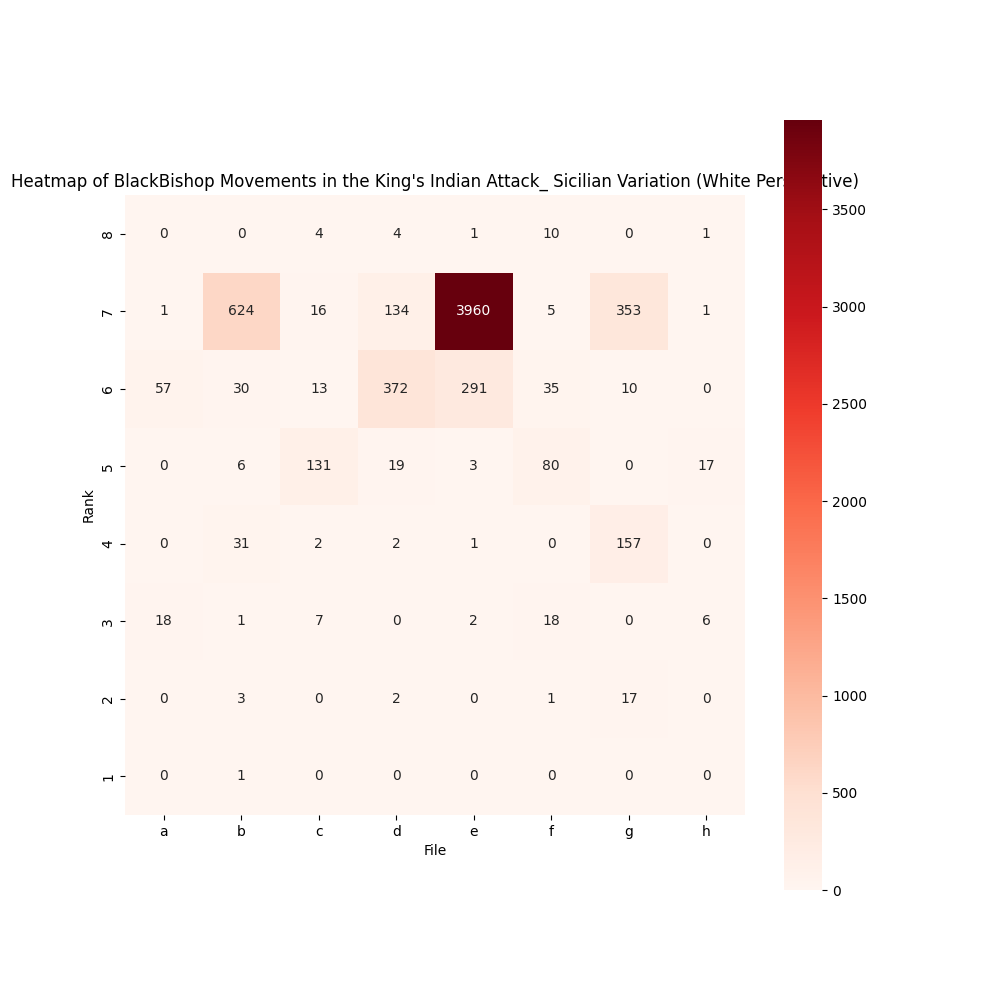 Heatmap of BlackBishop Movements in the King's Indian Attack_ Sicilian Variation (White
8 0 0 4 4 1 10 0 1
7 1 624 16 134 3960 5 353 1
6 57 30 13 372 291 35 10 0
5 0 6 131 19 3 80 0 17
4 0 31 2 2 1 0 157 0
3 18 1 7 0 2 18 0 6
2 0 3 0 2 0 1 17 0
1 0 1 0 0 0 0 0 0
a b c d e f g h
File
Rank
3500
3000
2500
2000
1500
1000
500
0